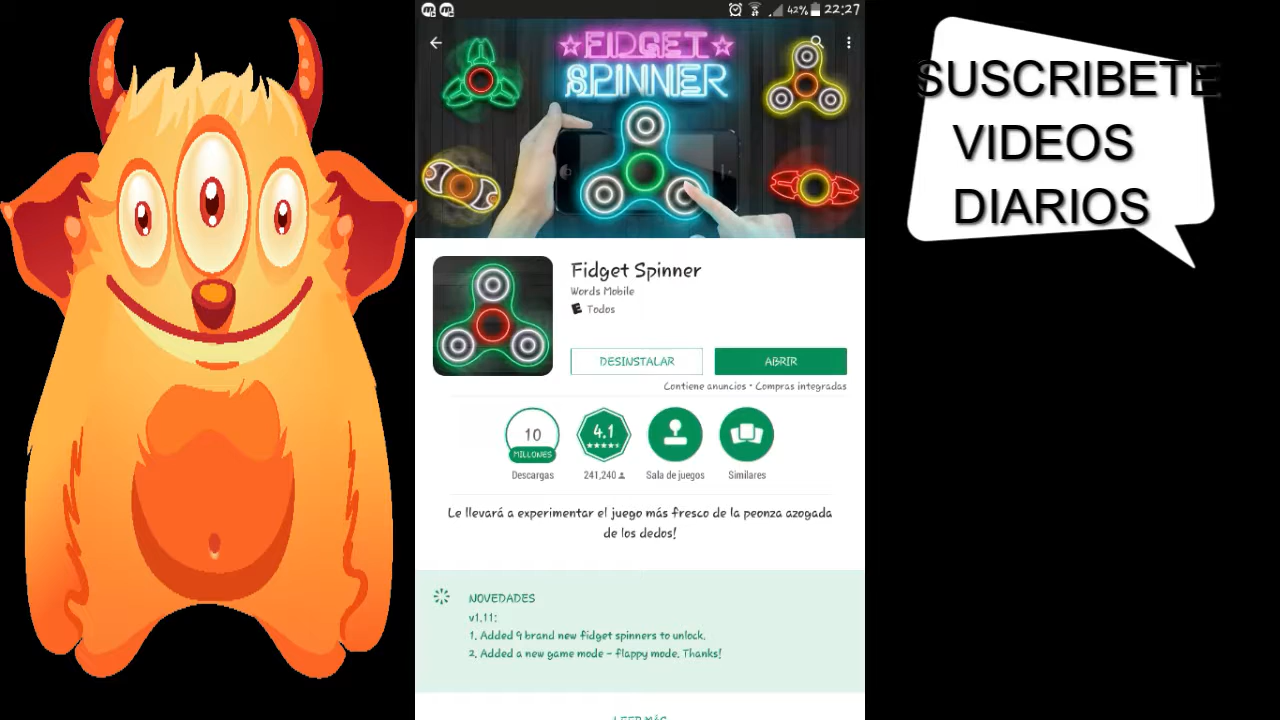 42% 22:27
FIDGET
SPINNER
SUSCRIBETE
VIDEOS
DIARIOS
Fidget Spinner
Words Mobile
E Todos
DESINSTALAR
ABRIR
Contiene anuncios • Compras integradas
10
MILLONES
4.1
Descargas
241,240
Sala de juegos
Similares
Le llevará a experimentar el juego más fresco de la peonza azogada
de los dedos!
NOVEDADES
v1.11:
1. Added 9 brand new fidget spinners to unlock.
2. Added a new game mode - flappy mode. Thanks!
LEER MÁS